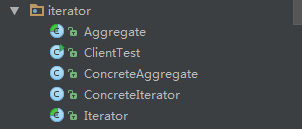 iterator
Aggregate
ClientTest
ConcreteAggregate
ConcreteIterator
Iterator